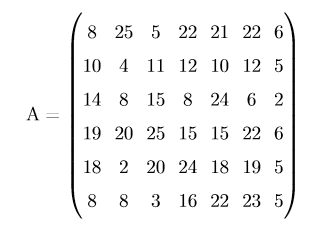 8 25 5 22 21 22 6
10 4 11 12 10 12 5
A = 14 8 15 8 24 6 2
19 20 25 15 15 22 6
18 2 20 24 18 19 5
8 8 3 16 22 23 5